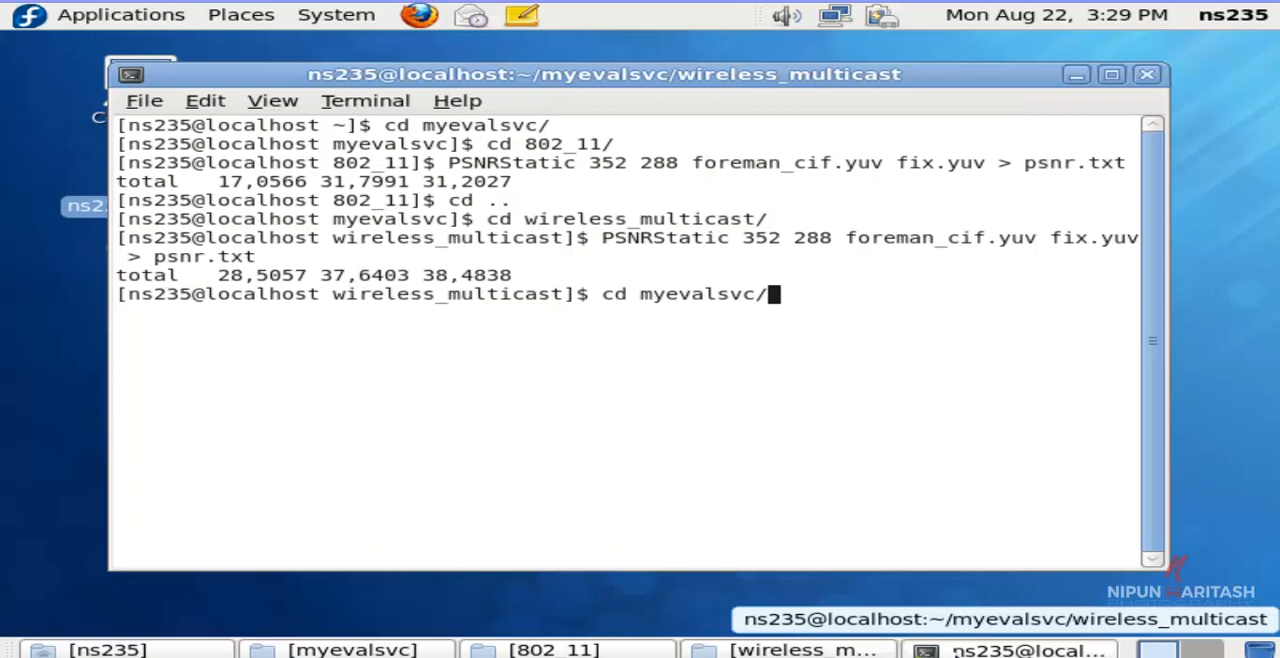 Applications Places System Mon Aug 22, 3:29 PM ns235
ns235@localhost:~/myevalsvc/wireless_multicast
File Edit View Terminal Help
[ns235@localhost ~]$ cd myevalsvc/
[ns235@localhost myevalsvc]$ cd 802_11/
[ns235@localhost 802_11]$ PSNRStatic 352 288 foreman_cif.yuv fix.yuv > psnr.txt
total 17,0566 31,7991 31,2027
[ns235@localhost 802_11]$ cd ..
[ns235@localhost myevalsvc]$ cd wireless_multicast/
[ns235@localhost wireless_multicast]$ PSNRStatic 352 288 foreman_cif.yuv fix.yuv
> psnr.txt
total 28,5057 37,6403 38,4838
[ns235@localhost wireless_multicast]$ cd myevalsvc/
NIPUN HARITASH
PHOTOGRAPHY
ns235@localhost:~/myevalsvc/wireless_multicast
[ns235] [myevalsvc] [802_11] [wireless_m... ns235@local...